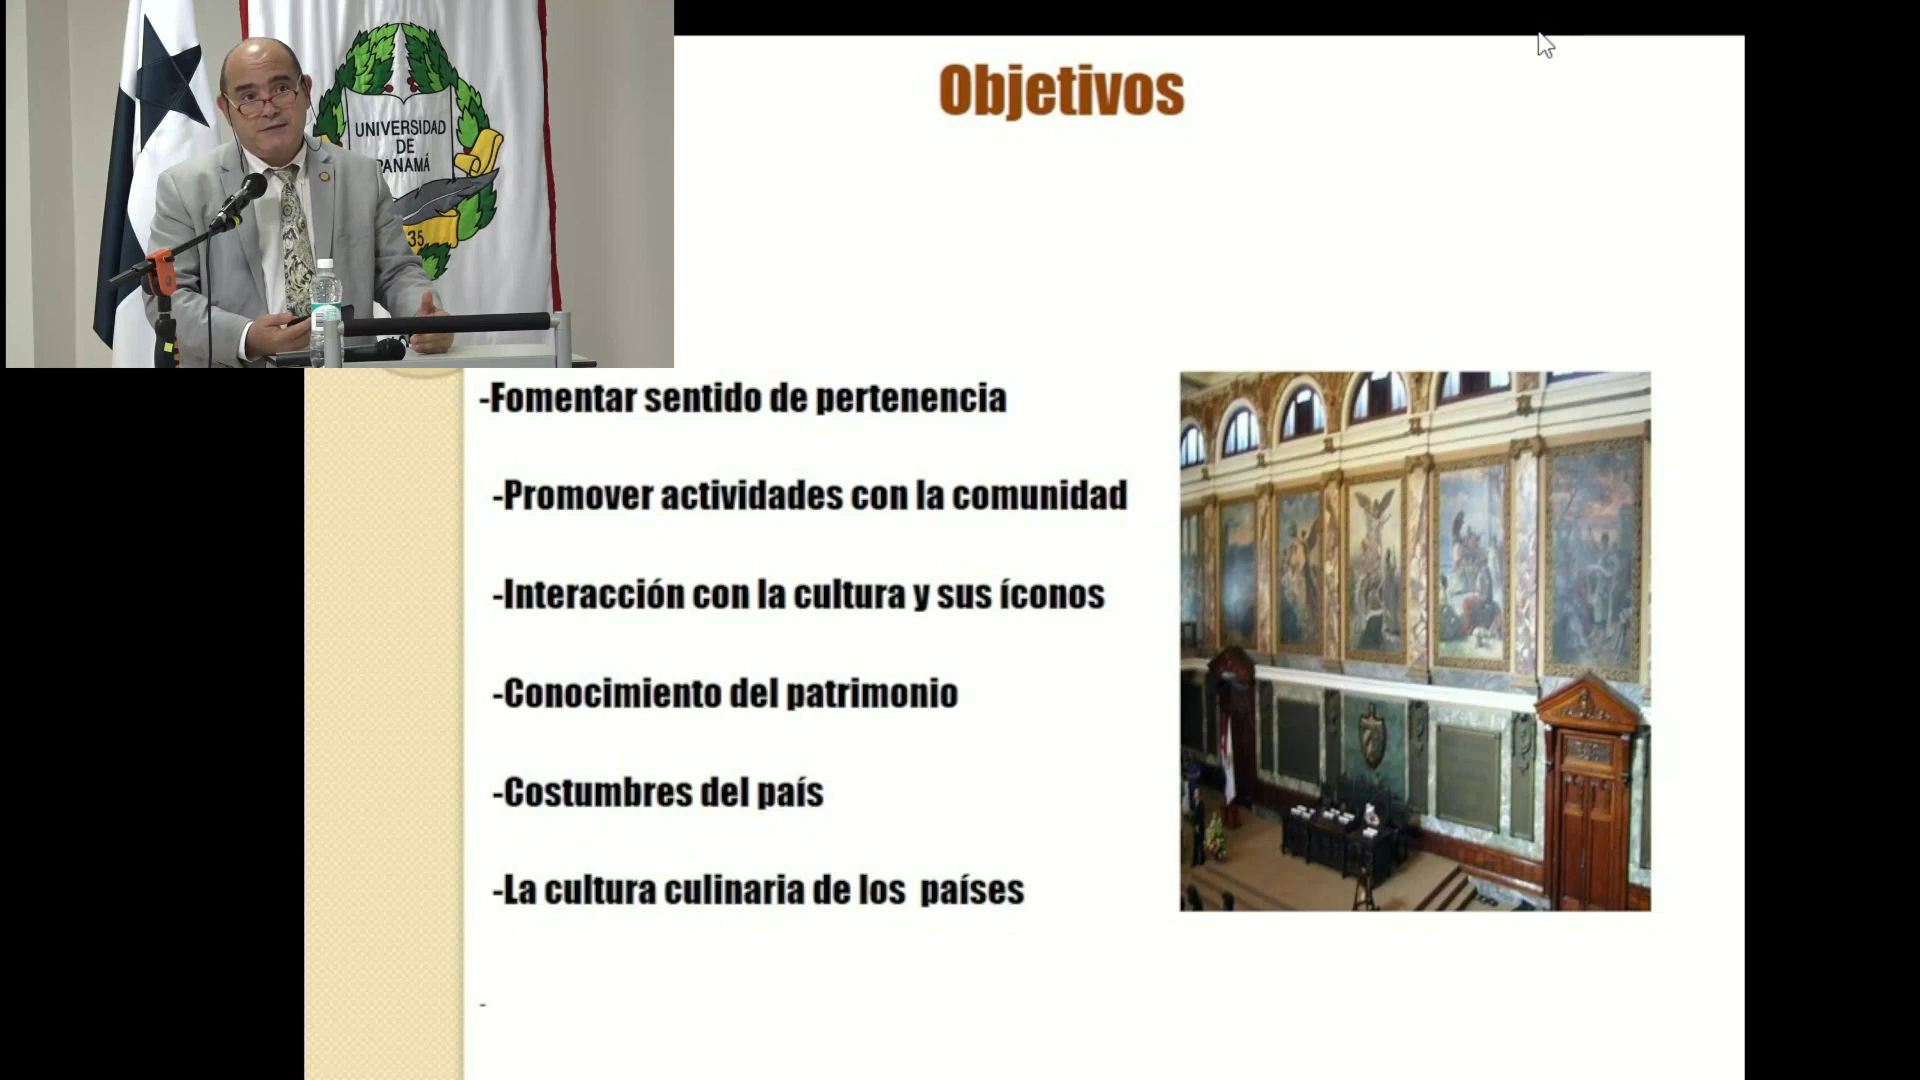 Objetivos
UNIVERSIDAD
DE
PANAMÁ
35
-Fomentar sentido de pertenencia
-Promover actividades con la comunidad
-Interacción con la cultura y sus íconos
-Conocimiento del patrimonio
-Costumbres del país
-La cultura culinaria de los países
-